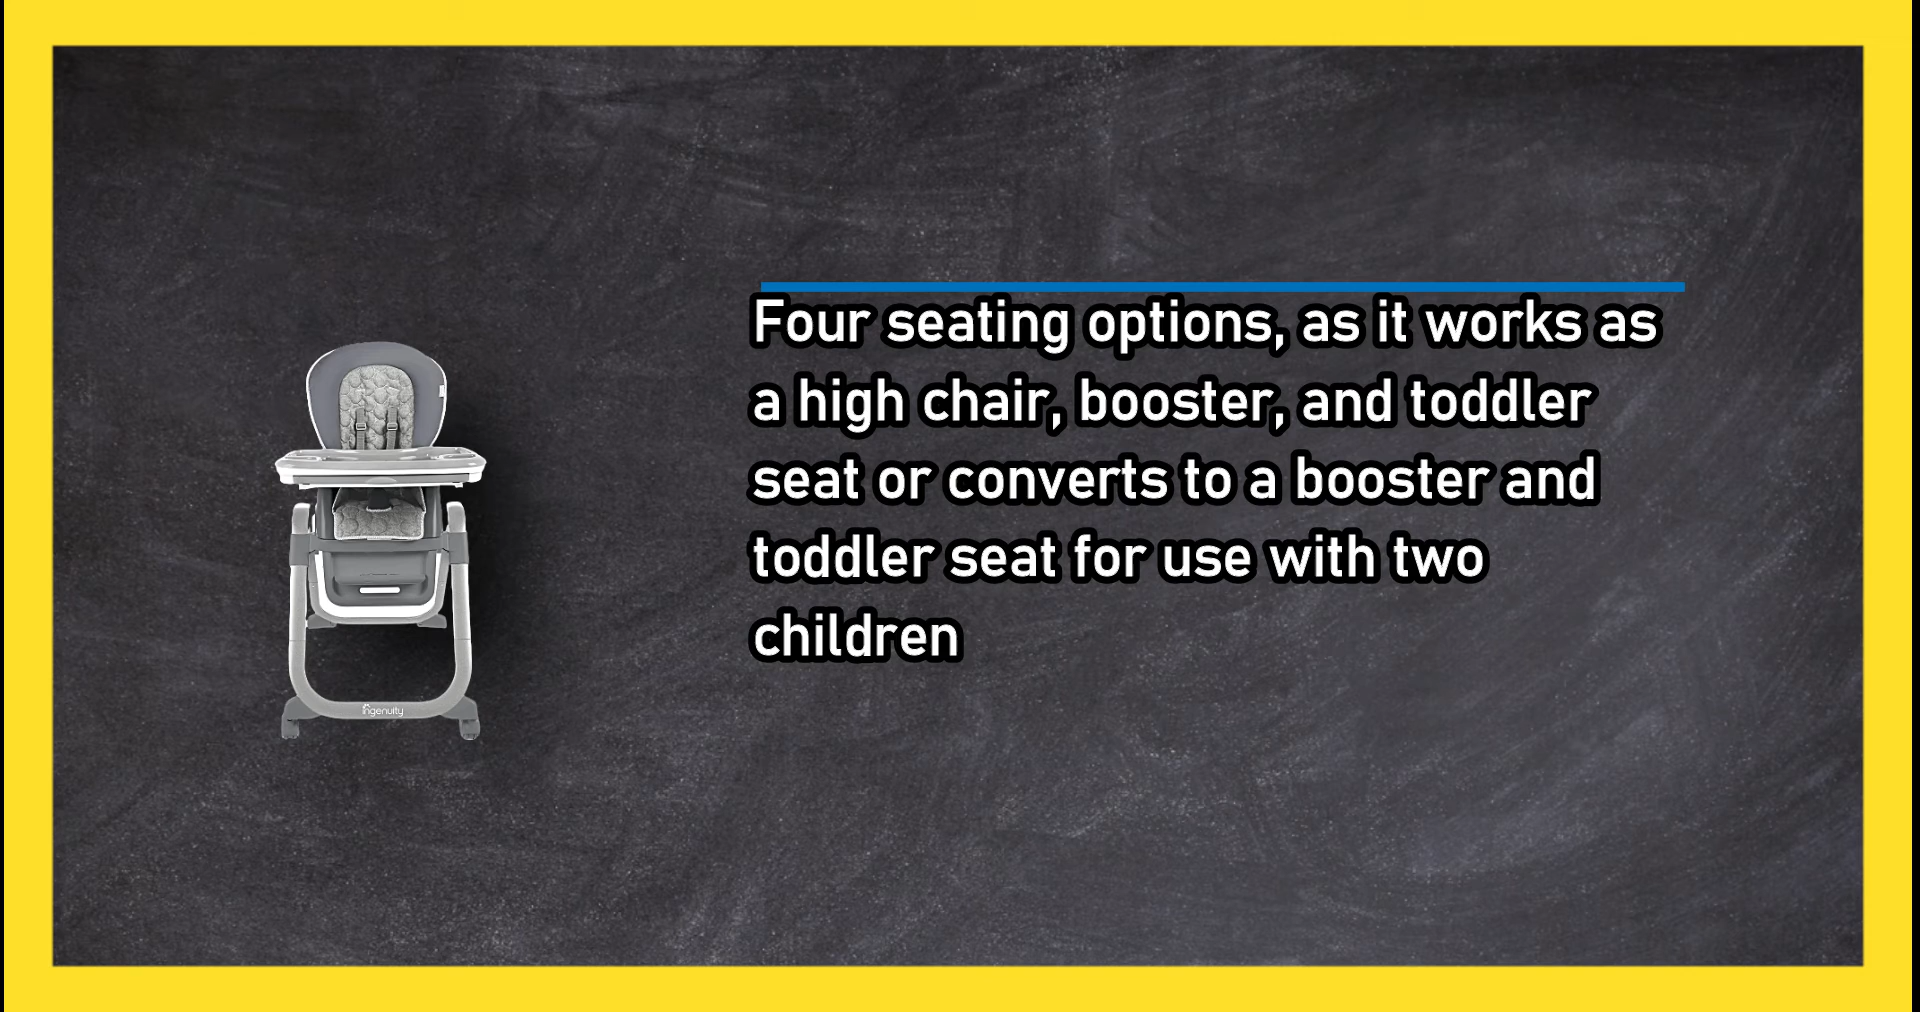 Four seating options, as it works as
a high chair, booster, and toddler
seat or converts to a booster and
toddler seat for use with two
children
ingenuity